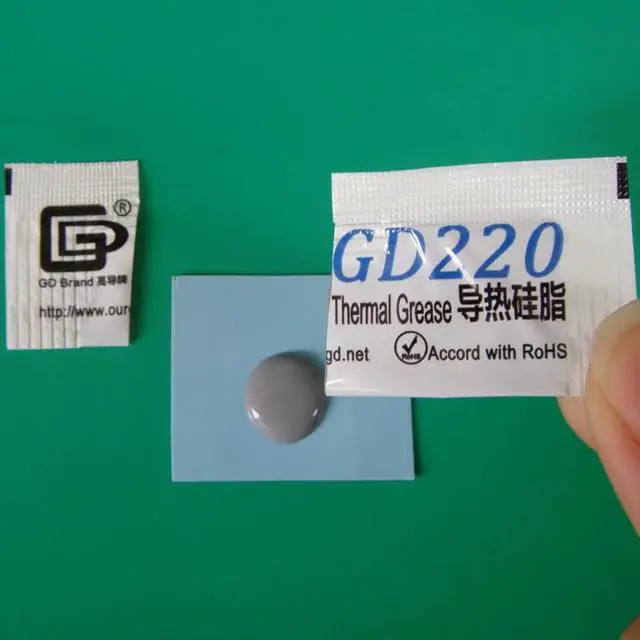 GD ®
GD Brand 高导牌
http://www.our
GD220
Thermal Grease 导热硅脂
gd.net RoHS Accord with RoHS